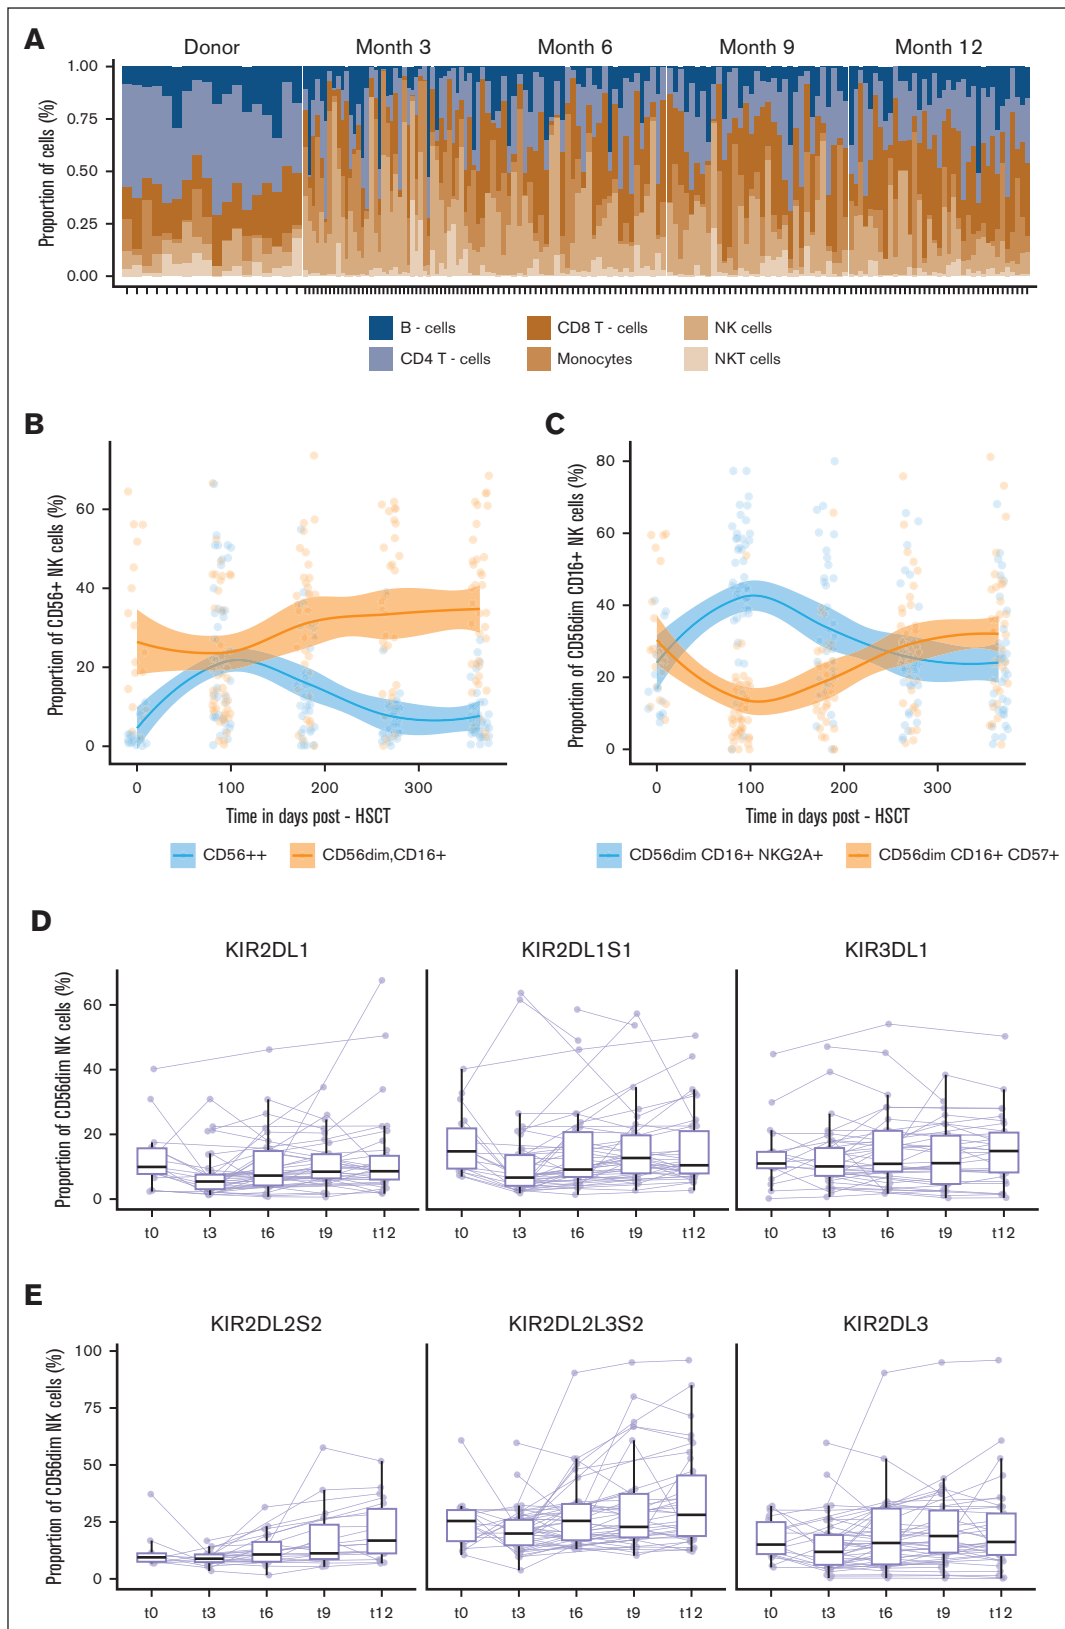 A
Donor Month 3 Month 6 Month 9 Month 12
Proportion of cells (%)
1.00
0.75
0.50
0.25
0.00
B - cells CD8 T - cells NK cells
CD4 T - cells Monocytes NKT cells
B
Proportion of CD56+ NK cells (%)
60
40
20
0
0 100 200 300
Time in days post - HSCT
CD56++ CD56dim,CD16+
C
Proportion of CD56dim CD16+ NK cells (%)
80
60
40
20
0
0 100 200 300
Time in days post - HSCT
CD56dim CD16+ NKG2A+ CD56dim CD16+ CD57+
D
KIR2DL1 KIR2DL1S1 KIR3DL1
Proportion of CD56dim NK cells (%)
60
40
20
0
t0 t3 t6 t9 t12 t0 t3 t6 t9 t12 t0 t3 t6 t9 t12
E
KIR2DL2S2 KIR2DL2L3S2 KIR2DL3
Proportion of CD56dim NK cells (%)
100
75
50
25
0
t0 t3 t6 t9 t12 t0 t3 t6 t9 t12 t0 t3 t6 t9 t12